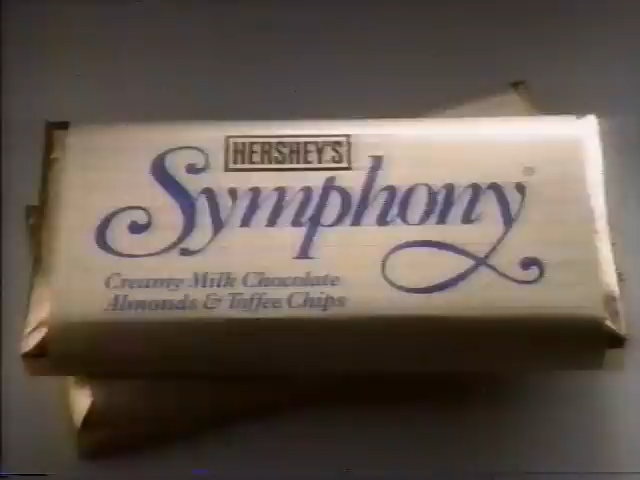 HERSHEY'S
Symphony
Creamy Milk Chocolate
Almonds & Toffee Chips